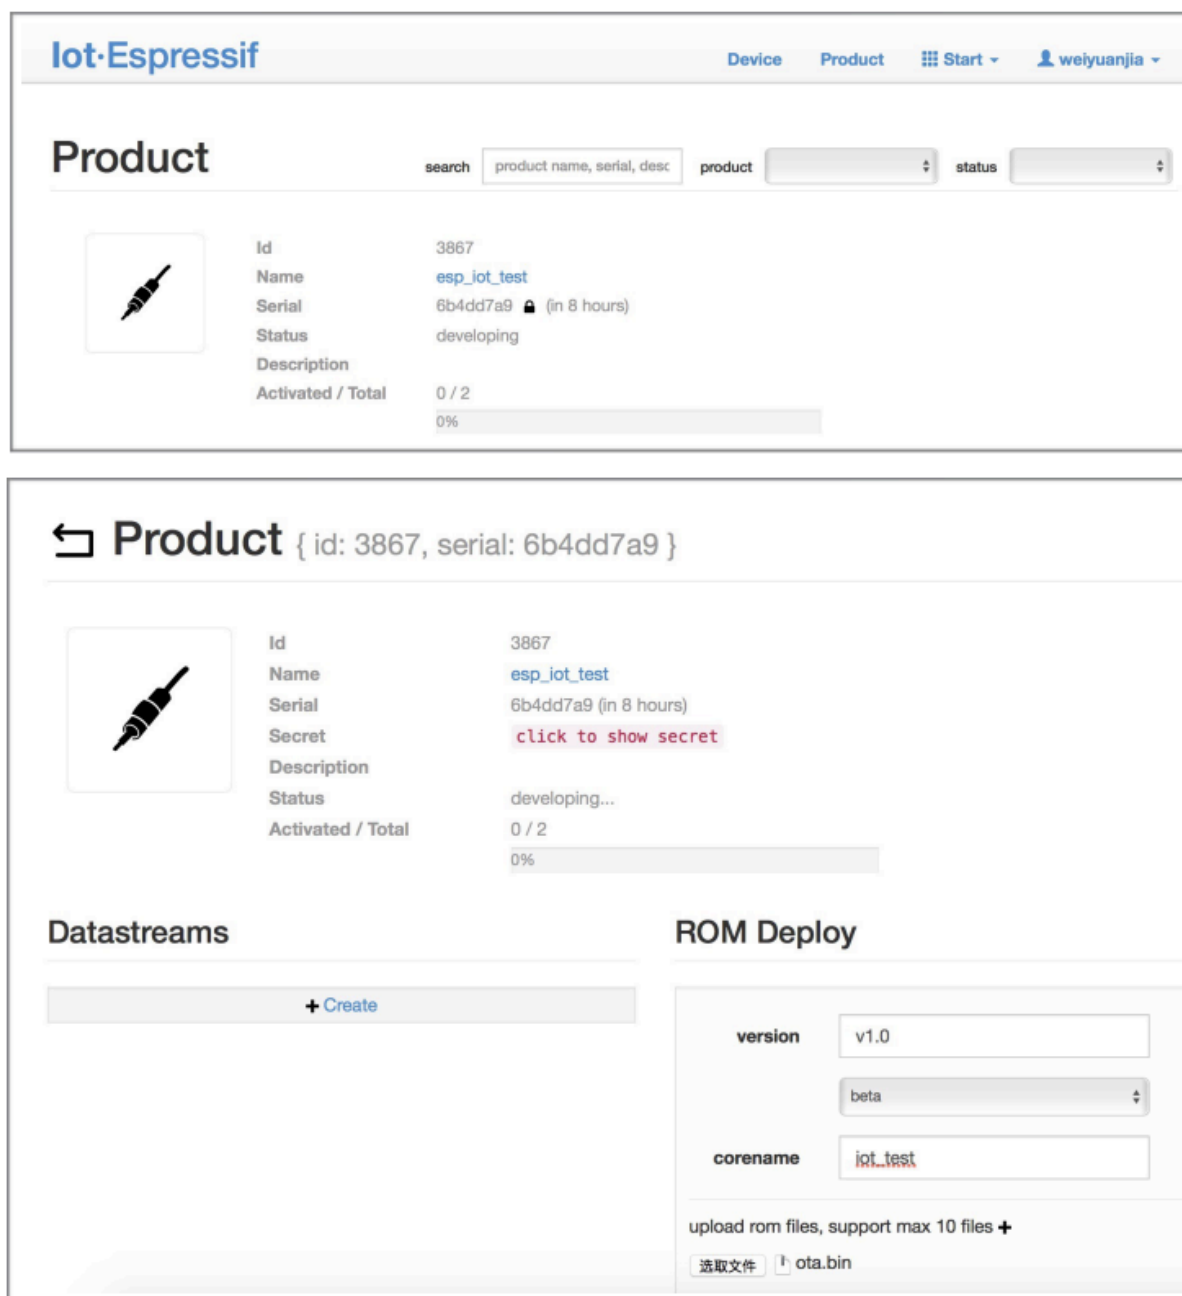 Iot·Espressif Device Product Start weiyuanjia
Product search product name, serial, desc product status
Id 3867
Name esp_iot_test
Serial 6b4dd7a9 (in 8 hours)
Status developing
Description
Activated / Total 0 / 2
0%
Product { id: 3867, serial: 6b4dd7a9 }
Id 3867
Name esp_iot_test
Serial 6b4dd7a9 (in 8 hours)
Secret click to show secret
Description
Status developing...
Activated / Total 0 / 2
0%
Datastreams
+ Create
ROM Deploy
version v1.0
beta
corename iot_test
upload rom files, support max 10 files +
选取文件 ota.bin